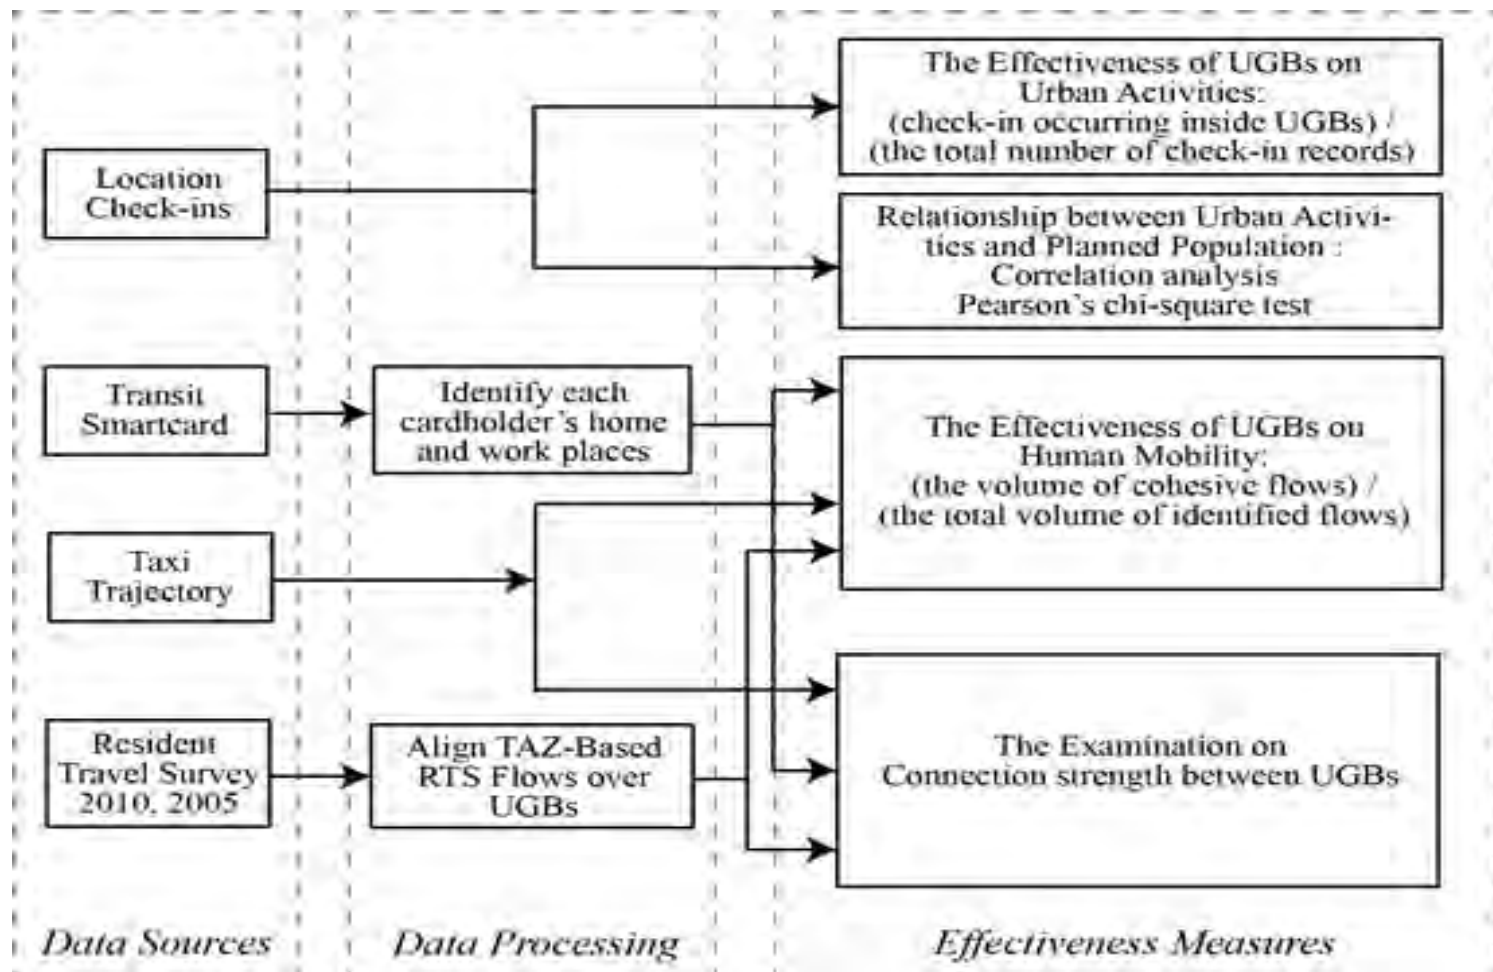 Location
Check-ins
Transit
Smartcard
Taxi
Trajectory
Resident
Travel Survey
2010, 2005
Data Sources
Identify each
cardholder's home
and work places
Align TAZ-Based
RTS Flows over
UGBs
Data Processing
The Effectiveness of UGBs on
Urban Activities:
(check-in occurring inside UGBs) /
(the total number of check-in records)
Relationship between Urban Activi-
ties and Planned Population :
Correlation analysis
Pearson's chi-square test
The Effectiveness of UGBs on
Human Mobility:
(the volume of cohesive flows) /
(the total volume of identified flows)
The Examination on
Connection strength between UGBs
Effectiveness Measures